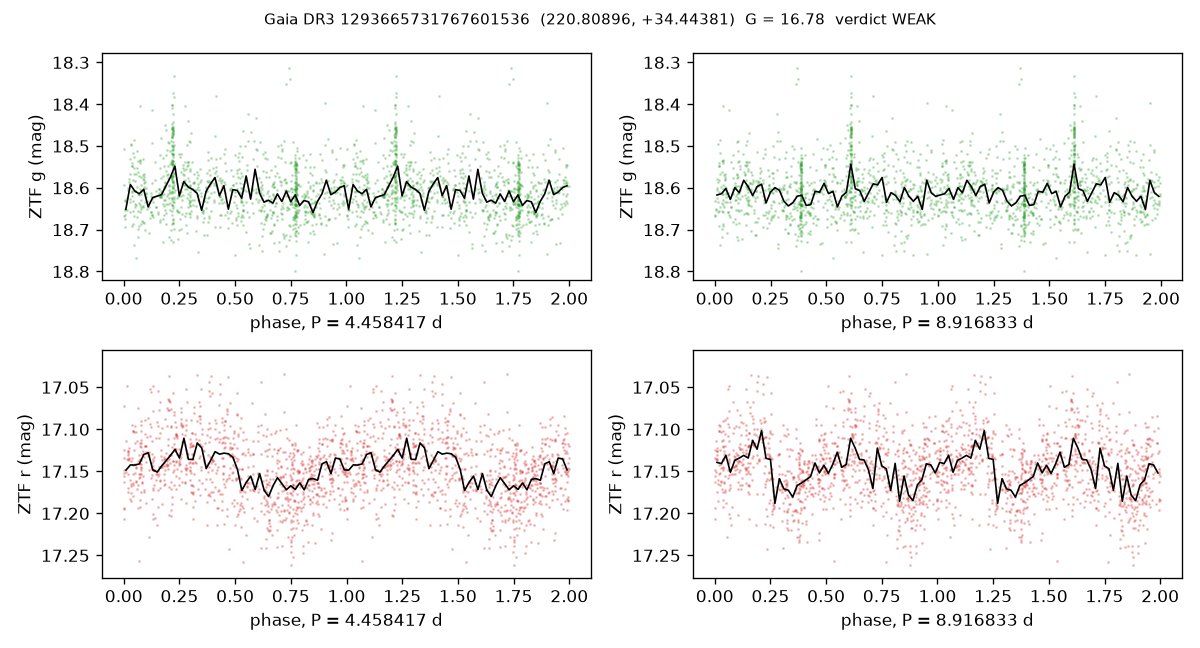 Gaia DR3 1293665731767601536 (220.80896, +34.44381) G = 16.78 verdict WEAK
ZTF g (mag)
18.3
18.4
18.5
18.6
18.7
18.8
0.00 0.25 0.50 0.75 1.00 1.25 1.50 1.75 2.00
phase, P = 4.458417 d
ZTF g (mag)
18.3
18.4
18.5
18.6
18.7
18.8
0.00 0.25 0.50 0.75 1.00 1.25 1.50 1.75 2.00
phase, P = 8.916833 d
ZTF r (mag)
17.05
17.10
17.15
17.20
17.25
0.00 0.25 0.50 0.75 1.00 1.25 1.50 1.75 2.00
phase, P = 4.458417 d
ZTF r (mag)
17.05
17.10
17.15
17.20
17.25
0.00 0.25 0.50 0.75 1.00 1.25 1.50 1.75 2.00
phase, P = 8.916833 d